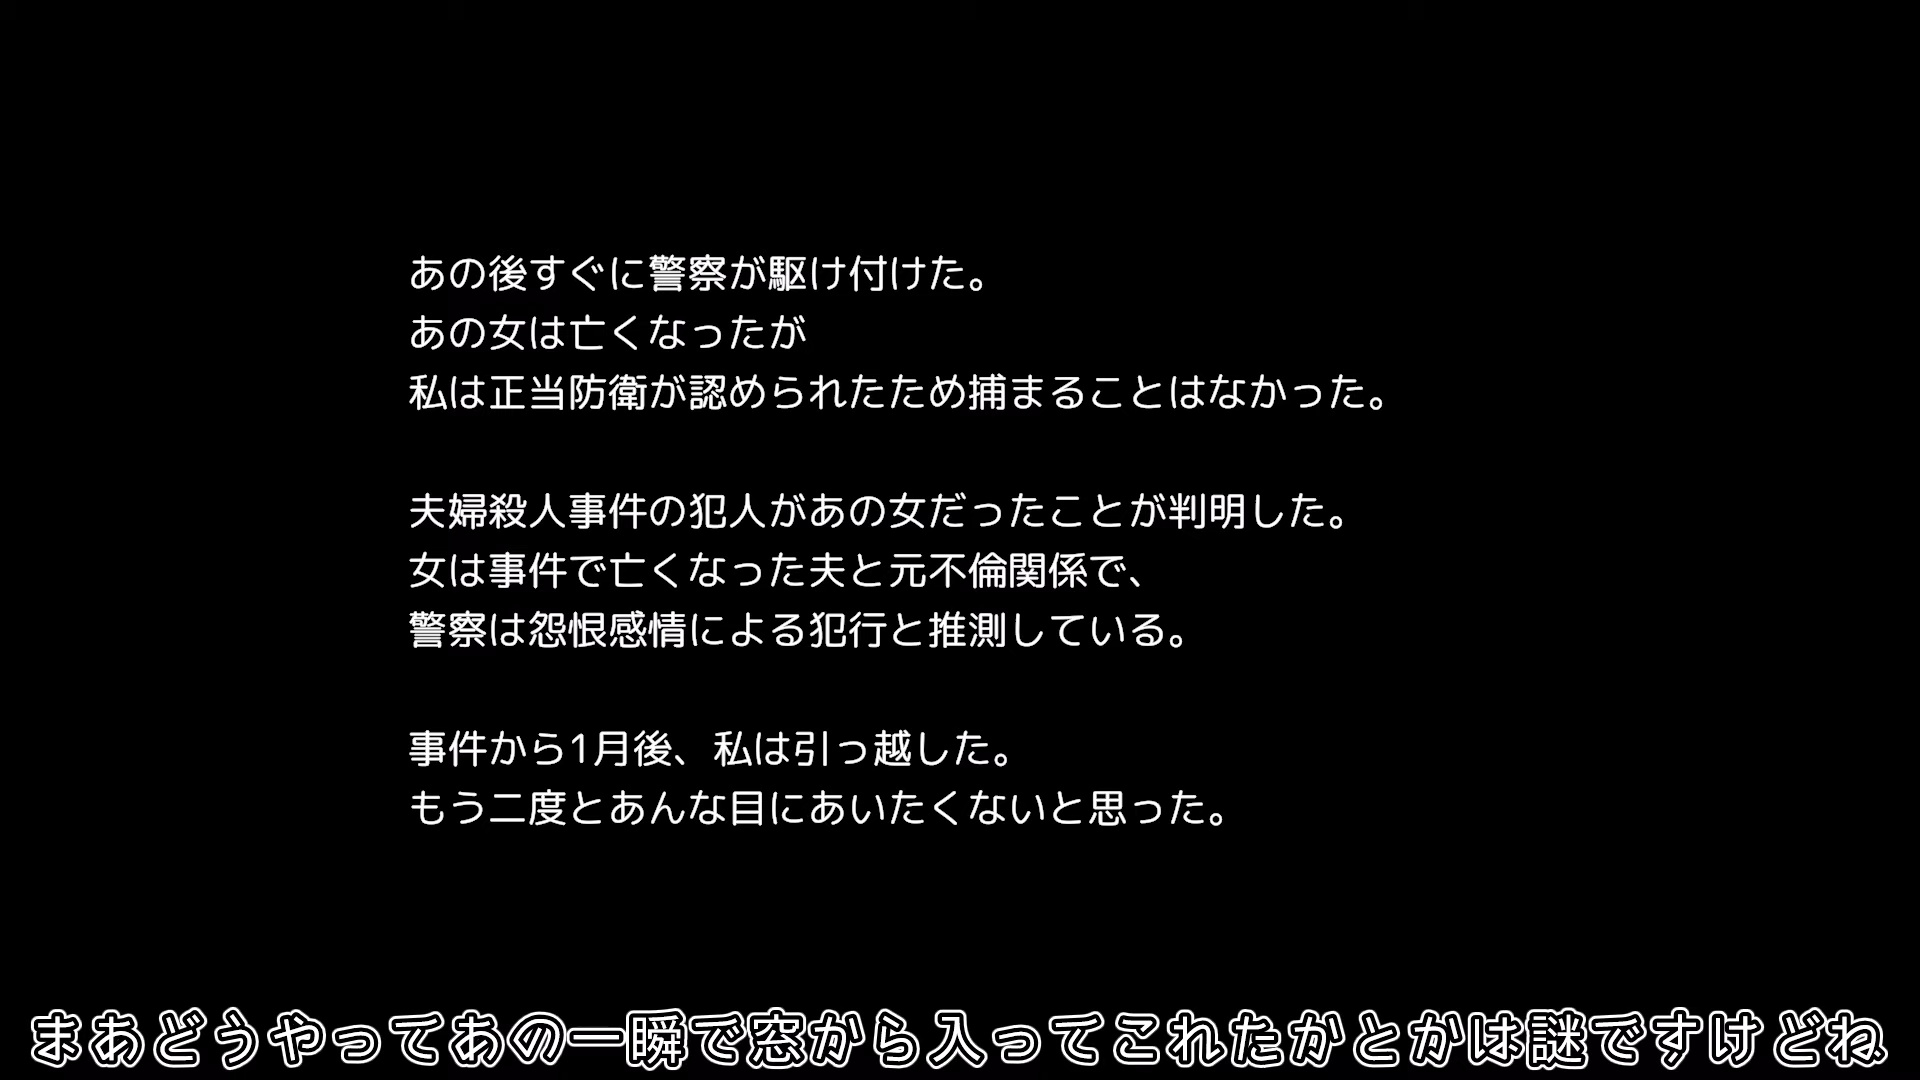 あの後すぐに警察が駆け付けた。
あの女は亡くなったが
私は正当防衛が認められたため捕まることはなかった。
夫婦殺人事件の犯人があの女だったことが判明した。
女は事件で亡くなった夫と元不倫関係で、
警察は怨恨感情による犯行と推測している。
事件から1月後、私は引っ越した。
もう二度とあんな目にあいたくないと思った。
まあどうやってあの一瞬で窓から入ってこれたかとかは謎ですけどね